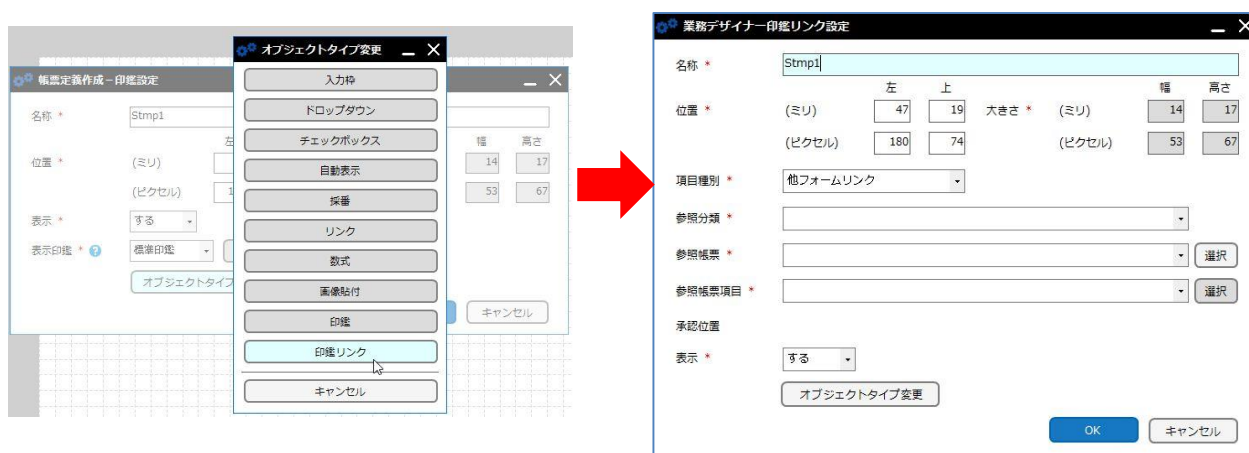 オブジェクトタイプ変更
入力枠
ドロップダウン
チェックボックス
自動表示
採番
リンク
数式
画像貼付
印鑑
印鑑リンク
キャンセル
帳票定義作成－印鑑設定
名称 * Stmp1
左 幅 高さ
位置 * (ミリ) 14 17
(ピクセル) 1 53 67
表示 * する
表示印鑑 * ? 標準印鑑
オブジェクトタイプ
キャンセル
業務デザイナー印鑑リンク設定
名称 * Stmp1
左 上 幅 高さ
位置 * (ミリ) 47 19 大きさ * (ミリ) 14 17
(ピクセル) 180 74 (ピクセル) 53 67
項目種別 * 他フォームリンク
参照分類 *
参照帳票 * 選択
参照帳票項目 * 選択
承認位置
表示 * する
オブジェクトタイプ変更
OK キャンセル